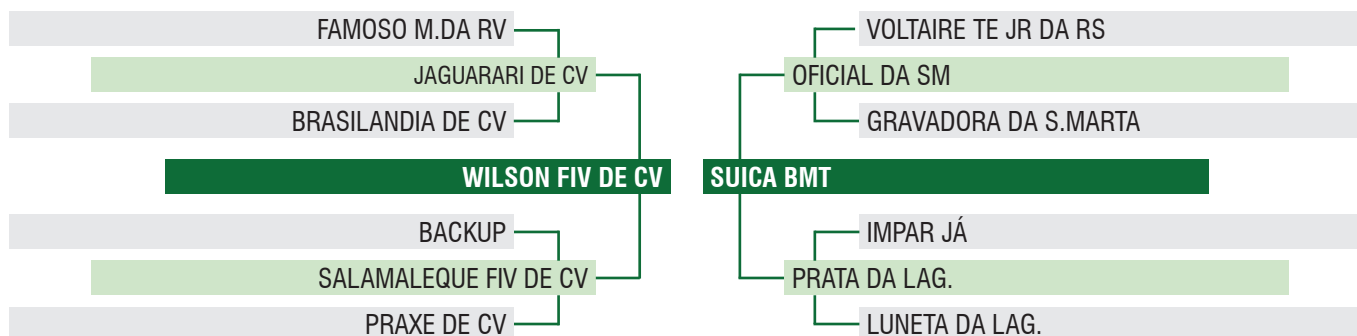 FAMOSO M.DA RV
VOLTAIRE TE JR DA RS
JAGUARARI DE CV
OFICIAL DA SM
BRASILANDIA DE CV
GRAVADORA DA S.MARTA
WILSON FIV DE CV
SUICA BMT
BACKUP
IMPAR JÁ
SALAMALEQUE FIV DE CV
PRATA DA LAG.
PRAXE DE CV
LUNETA DA LAG.